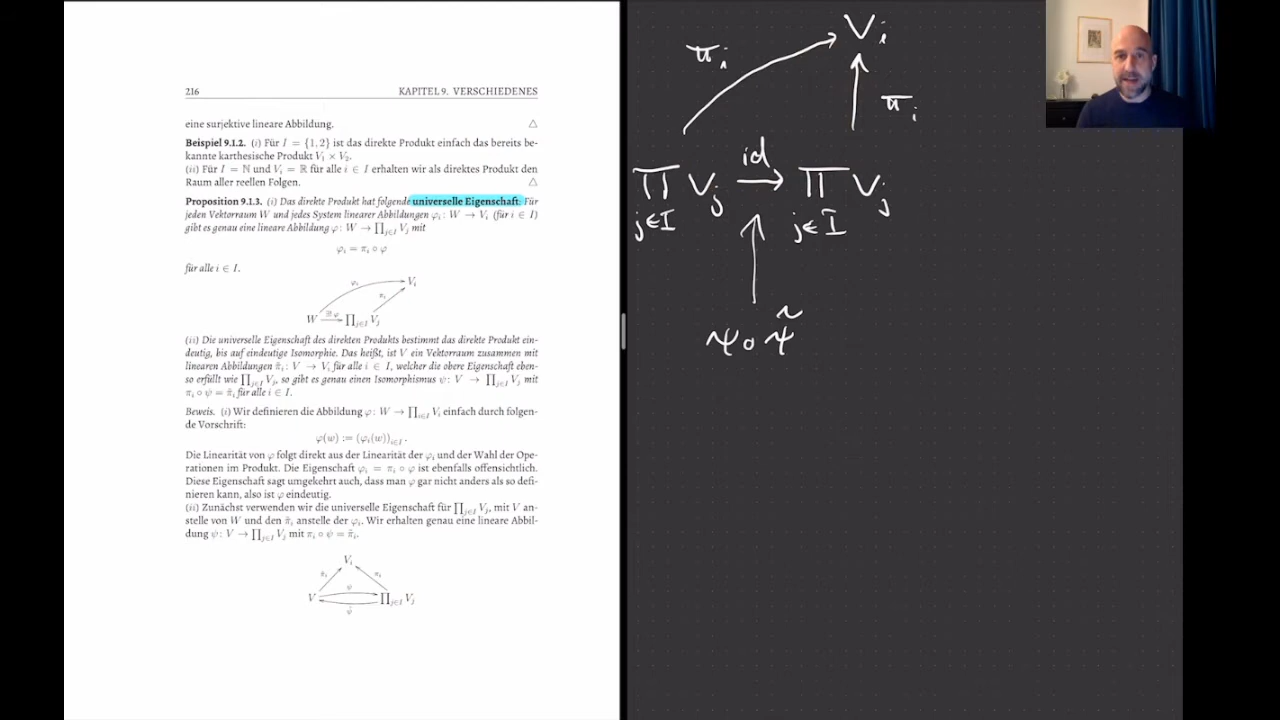 216 KAPITEL 9. VERSCHIEDENES
eine surjektive lineare Abbildung. △
Beispiel 9.1.2. (i) Für I = {1, 2} ist das direkte Produkt einfach das bereits be-
kannte karthesische Produkt V₁ × V₂.
(ii) Für I = ℕ und Vᵢ = ℝ für alle i ∈ I erhalten wir als direktes Produkt den
Raum aller reellen Folgen. △
Proposition 9.1.3. (i) Das direkte Produkt hat folgende universelle Eigenschaft: Für
jeden Vektorraum W und jedes System linearer Abbildungen φᵢ: W → Vᵢ (für i ∈ I)
gibt es genau eine lineare Abbildung φ: W → ∏_{j∈I} Vⱼ mit
φᵢ = πᵢ ∘ φ
für alle i ∈ I.
φᵢ Vᵢ
πᵢ
W ∃! φ ∏_{j∈I} Vⱼ
(ii) Die universelle Eigenschaft des direkten Produkts bestimmt das direkte Produkt ein-
deutig, bis auf eindeutige Isomorphie. Das heißt, ist V ein Vektorraum zusammen mit
linearen Abbildungen π̃ᵢ: V → Vᵢ für alle i ∈ I, welcher die obere Eigenschaft eben-
so erfüllt wie ∏_{j∈I} Vⱼ, so gibt es genau einen Isomorphismus ψ: V → ∏_{j∈I} Vⱼ mit
πᵢ ∘ ψ = π̃ᵢ für alle i ∈ I.
Beweis. (i) Wir definieren die Abbildung φ: W → ∏_{i∈I} Vᵢ einfach durch folgen-
de Vorschrift:
φ(w) := (φᵢ(w))_{i∈I} .
Die Linearität von φ folgt direkt aus der Linearität der φᵢ und der Wahl der Ope-
rationen im Produkt. Die Eigenschaft φᵢ = πᵢ ∘ φ ist ebenfalls offensichtlich.
Diese Eigenschaft sagt umgekehrt auch, dass man φ gar nicht anders als so defi-
nieren kann, also ist φ eindeutig.
(ii) Zunächst verwenden wir die universelle Eigenschaft für ∏_{j∈I} Vⱼ, mit V an-
stelle von W und den π̃ᵢ anstelle der φᵢ. Wir erhalten genau eine lineare Abbil-
dung ψ: V → ∏_{j∈I} Vⱼ mit πᵢ ∘ ψ = π̃ᵢ.
Vᵢ
π̃ᵢ πᵢ
ψ
V ∏_{j∈I} Vⱼ
Vᵢ
πᵢ
πᵢ
id
∏_{j∈I} Vⱼ → ∏_{j∈I} Vⱼ
ψ ∘ ψ̃